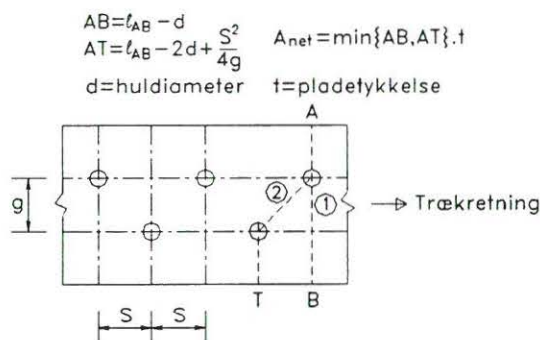 AB=ℓAB−d
AT=ℓAB−2d+S²/4g
Anet=min{AB,AT}.t
d=huldiameter t=pladetykkelse
A
g
②
①
Trækretning
T B
S S